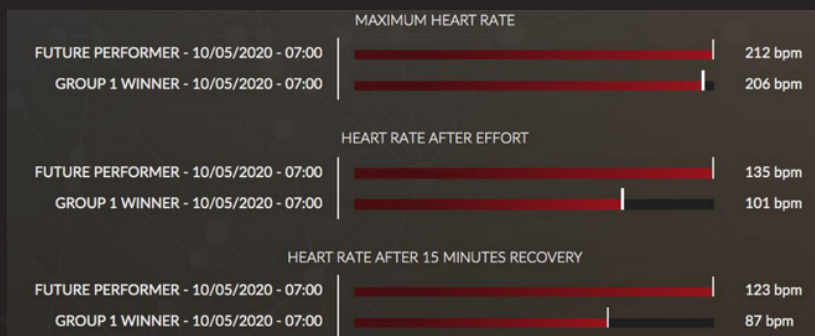 MAXIMUM HEART RATE
FUTURE PERFORMER - 10/05/2020 - 07:00 212 bpm
GROUP 1 WINNER - 10/05/2020 - 07:00 206 bpm
HEART RATE AFTER EFFORT
FUTURE PERFORMER - 10/05/2020 - 07:00 135 bpm
GROUP 1 WINNER - 10/05/2020 - 07:00 101 bpm
HEART RATE AFTER 15 MINUTES RECOVERY
FUTURE PERFORMER - 10/05/2020 - 07:00 123 bpm
GROUP 1 WINNER - 10/05/2020 - 07:00 87 bpm